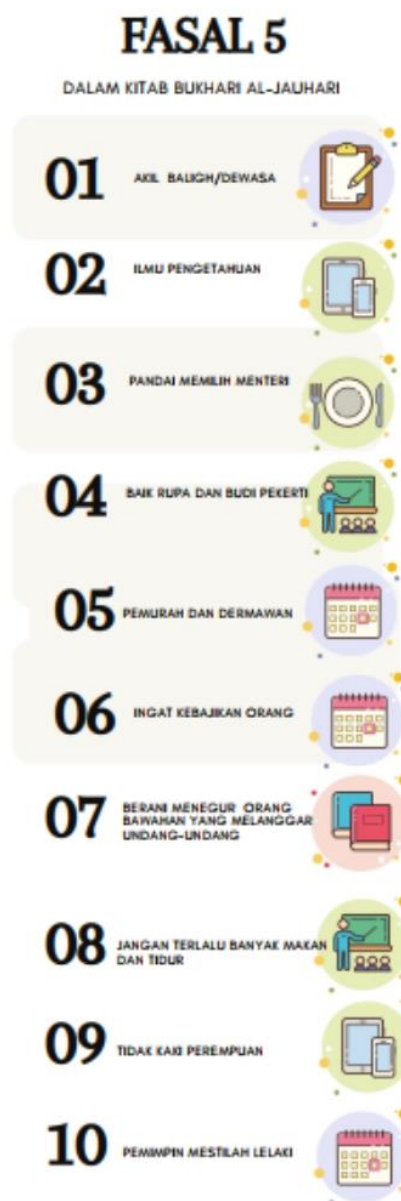 FASAL 5
DALAM KITAB BUKHARI AL-JAUHARI
01
AKIL BALIGH/DEWASA
02
ILMU PENGETAHUAN
03
PANDAI MEMILIH MENTERI
04
BAIK RUPA DAN BUDI PEKERTI
05
PEMURAH DAN DERMAWAN
06
INGAT KEBAJIKAN ORANG
07
BERANI MENEGUR ORANG
BAWAHAN YANG MELANGGAR
UNDANG-UNDANG
08
JANGAN TERLALU BANYAK MAKAN
DAN TIDUR
09
TIDAK KAKI PEREMPUAN
10
PEMIMPIN MESTILAH LELAKI